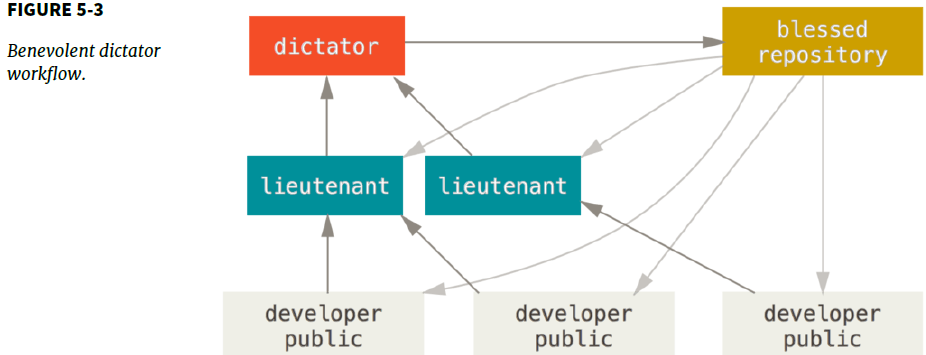 FIGURE 5-3
Benevolent dictator
workflow.
dictator
blessed
repository
lieutenant
lieutenant
developer
public
developer
public
developer
public